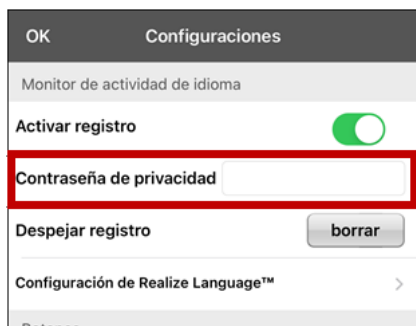 OK Configuraciones
Monitor de actividad de idioma
Activar registro
Contraseña de privacidad
Despejar registro borrar
Configuración de Realize Language™